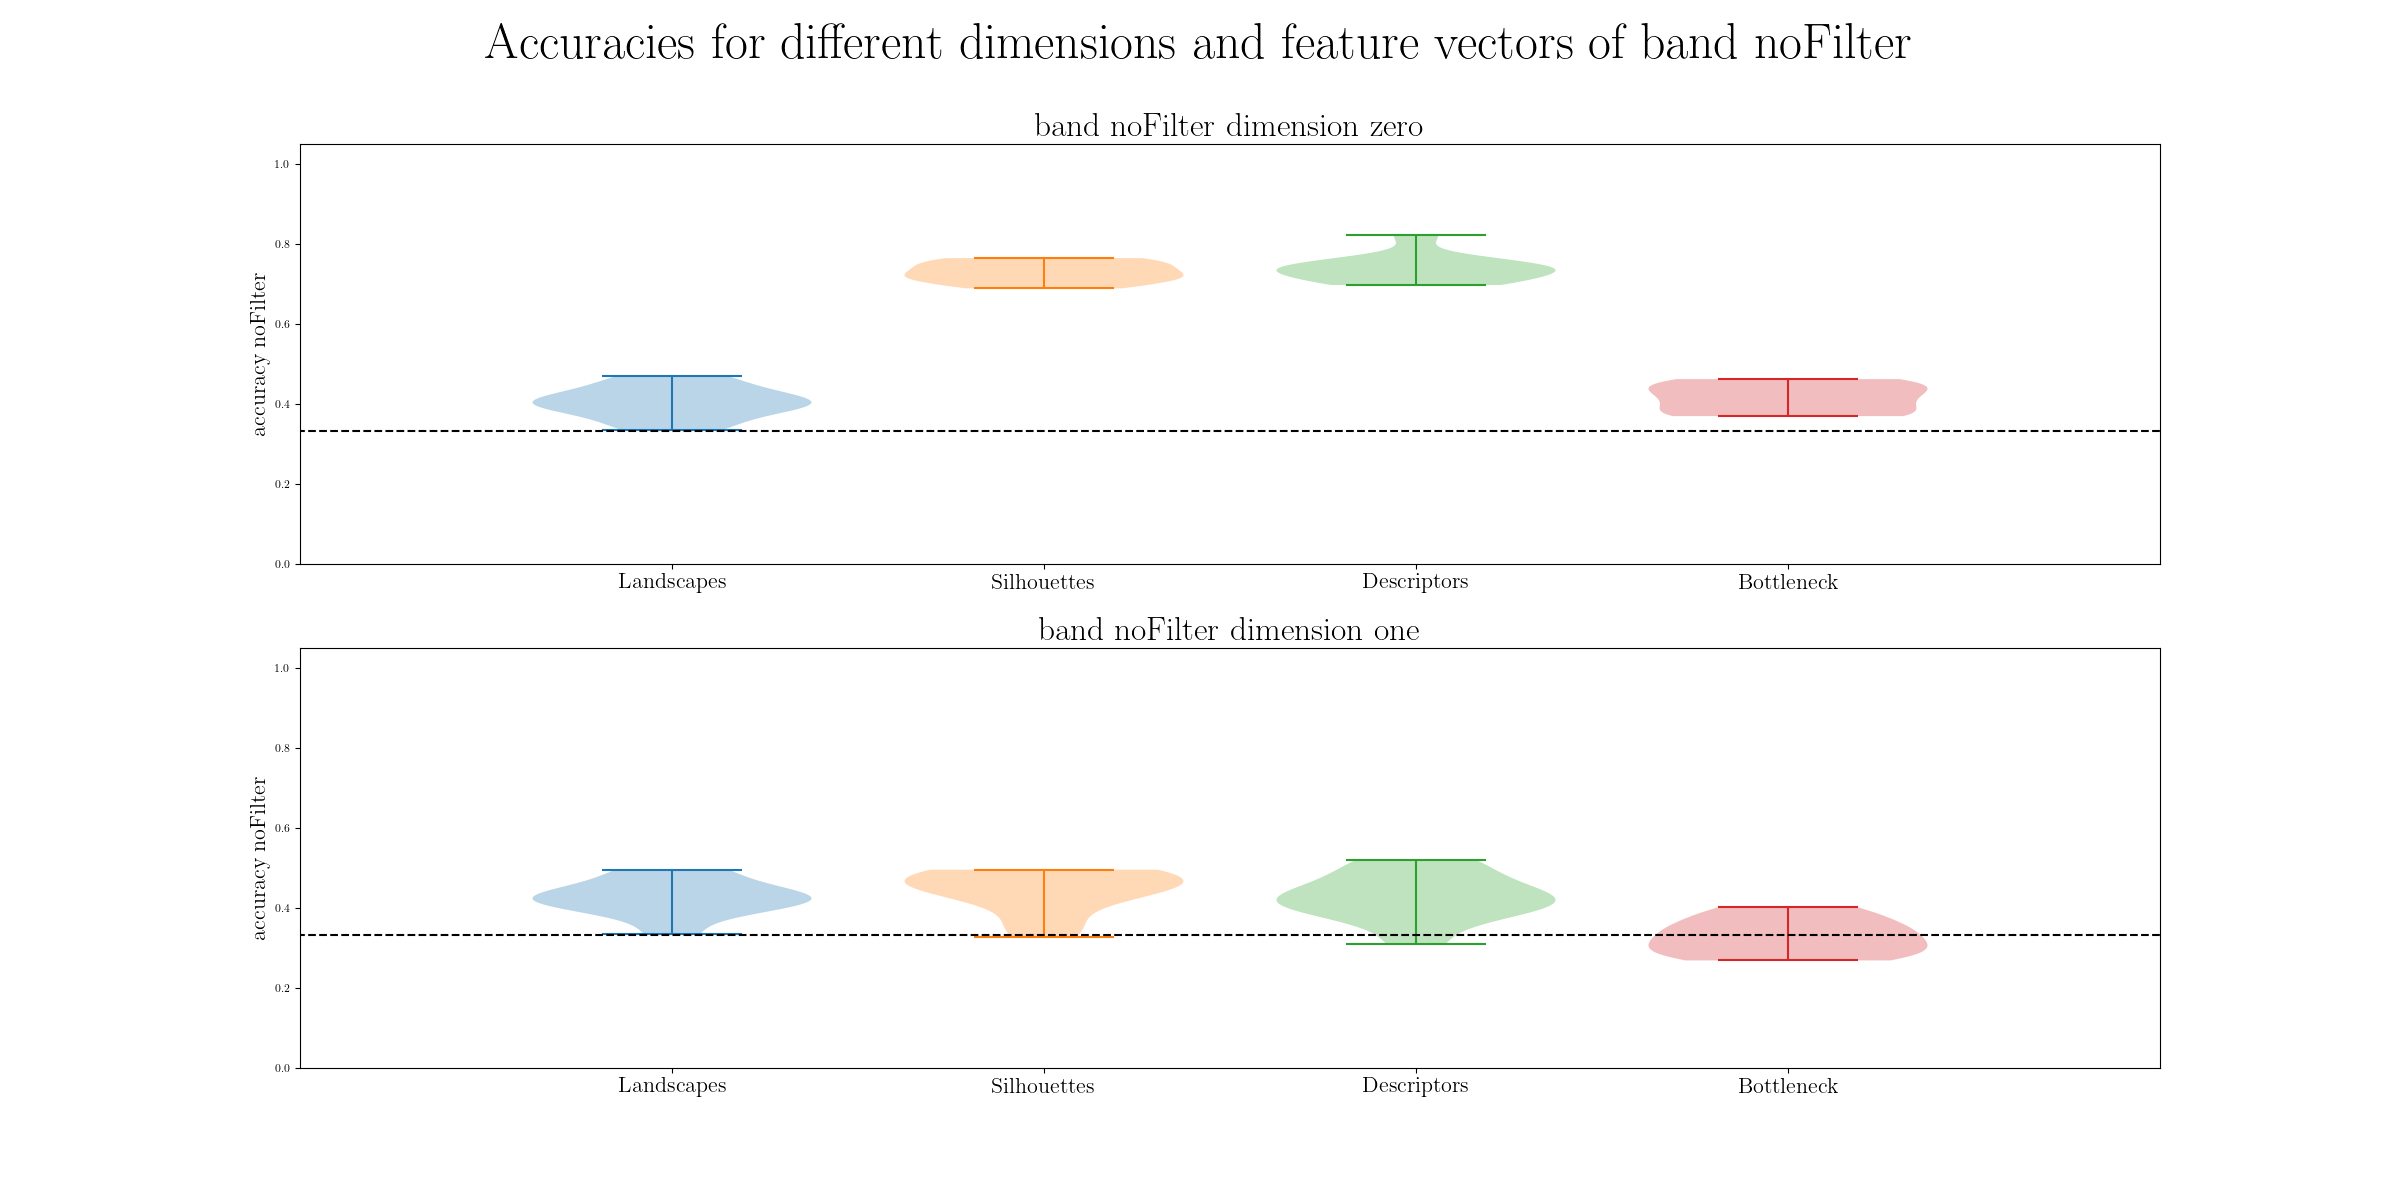 Accuracies for different dimensions and feature vectors of band noFilter
band noFilter dimension zero
accuracy noFilter
1.0
0.8
0.6
0.4
0.2
0.0
Landscapes Silhouettes Descriptors Bottleneck
band noFilter dimension one
accuracy noFilter
1.0
0.8
0.6
0.4
0.2
0.0
Landscapes Silhouettes Descriptors Bottleneck